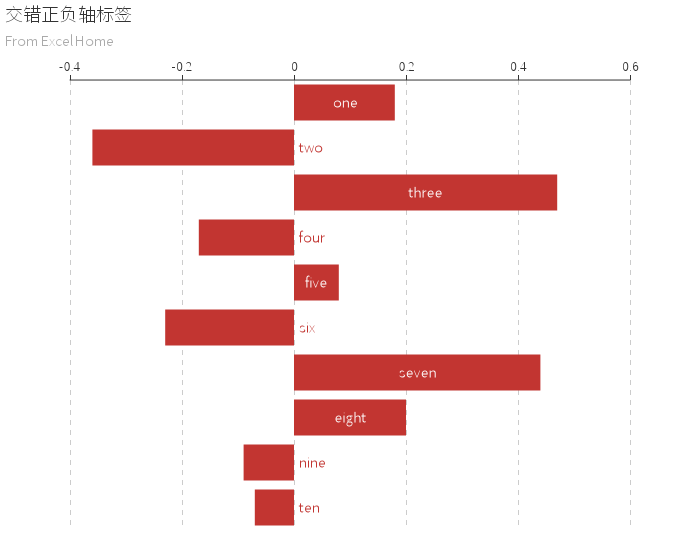 交错正负轴标签
From ExcelHome
-0.4 -0.2 0 0.2 0.4 0.6
one
two
three
four
five
six
seven
eight
nine
ten